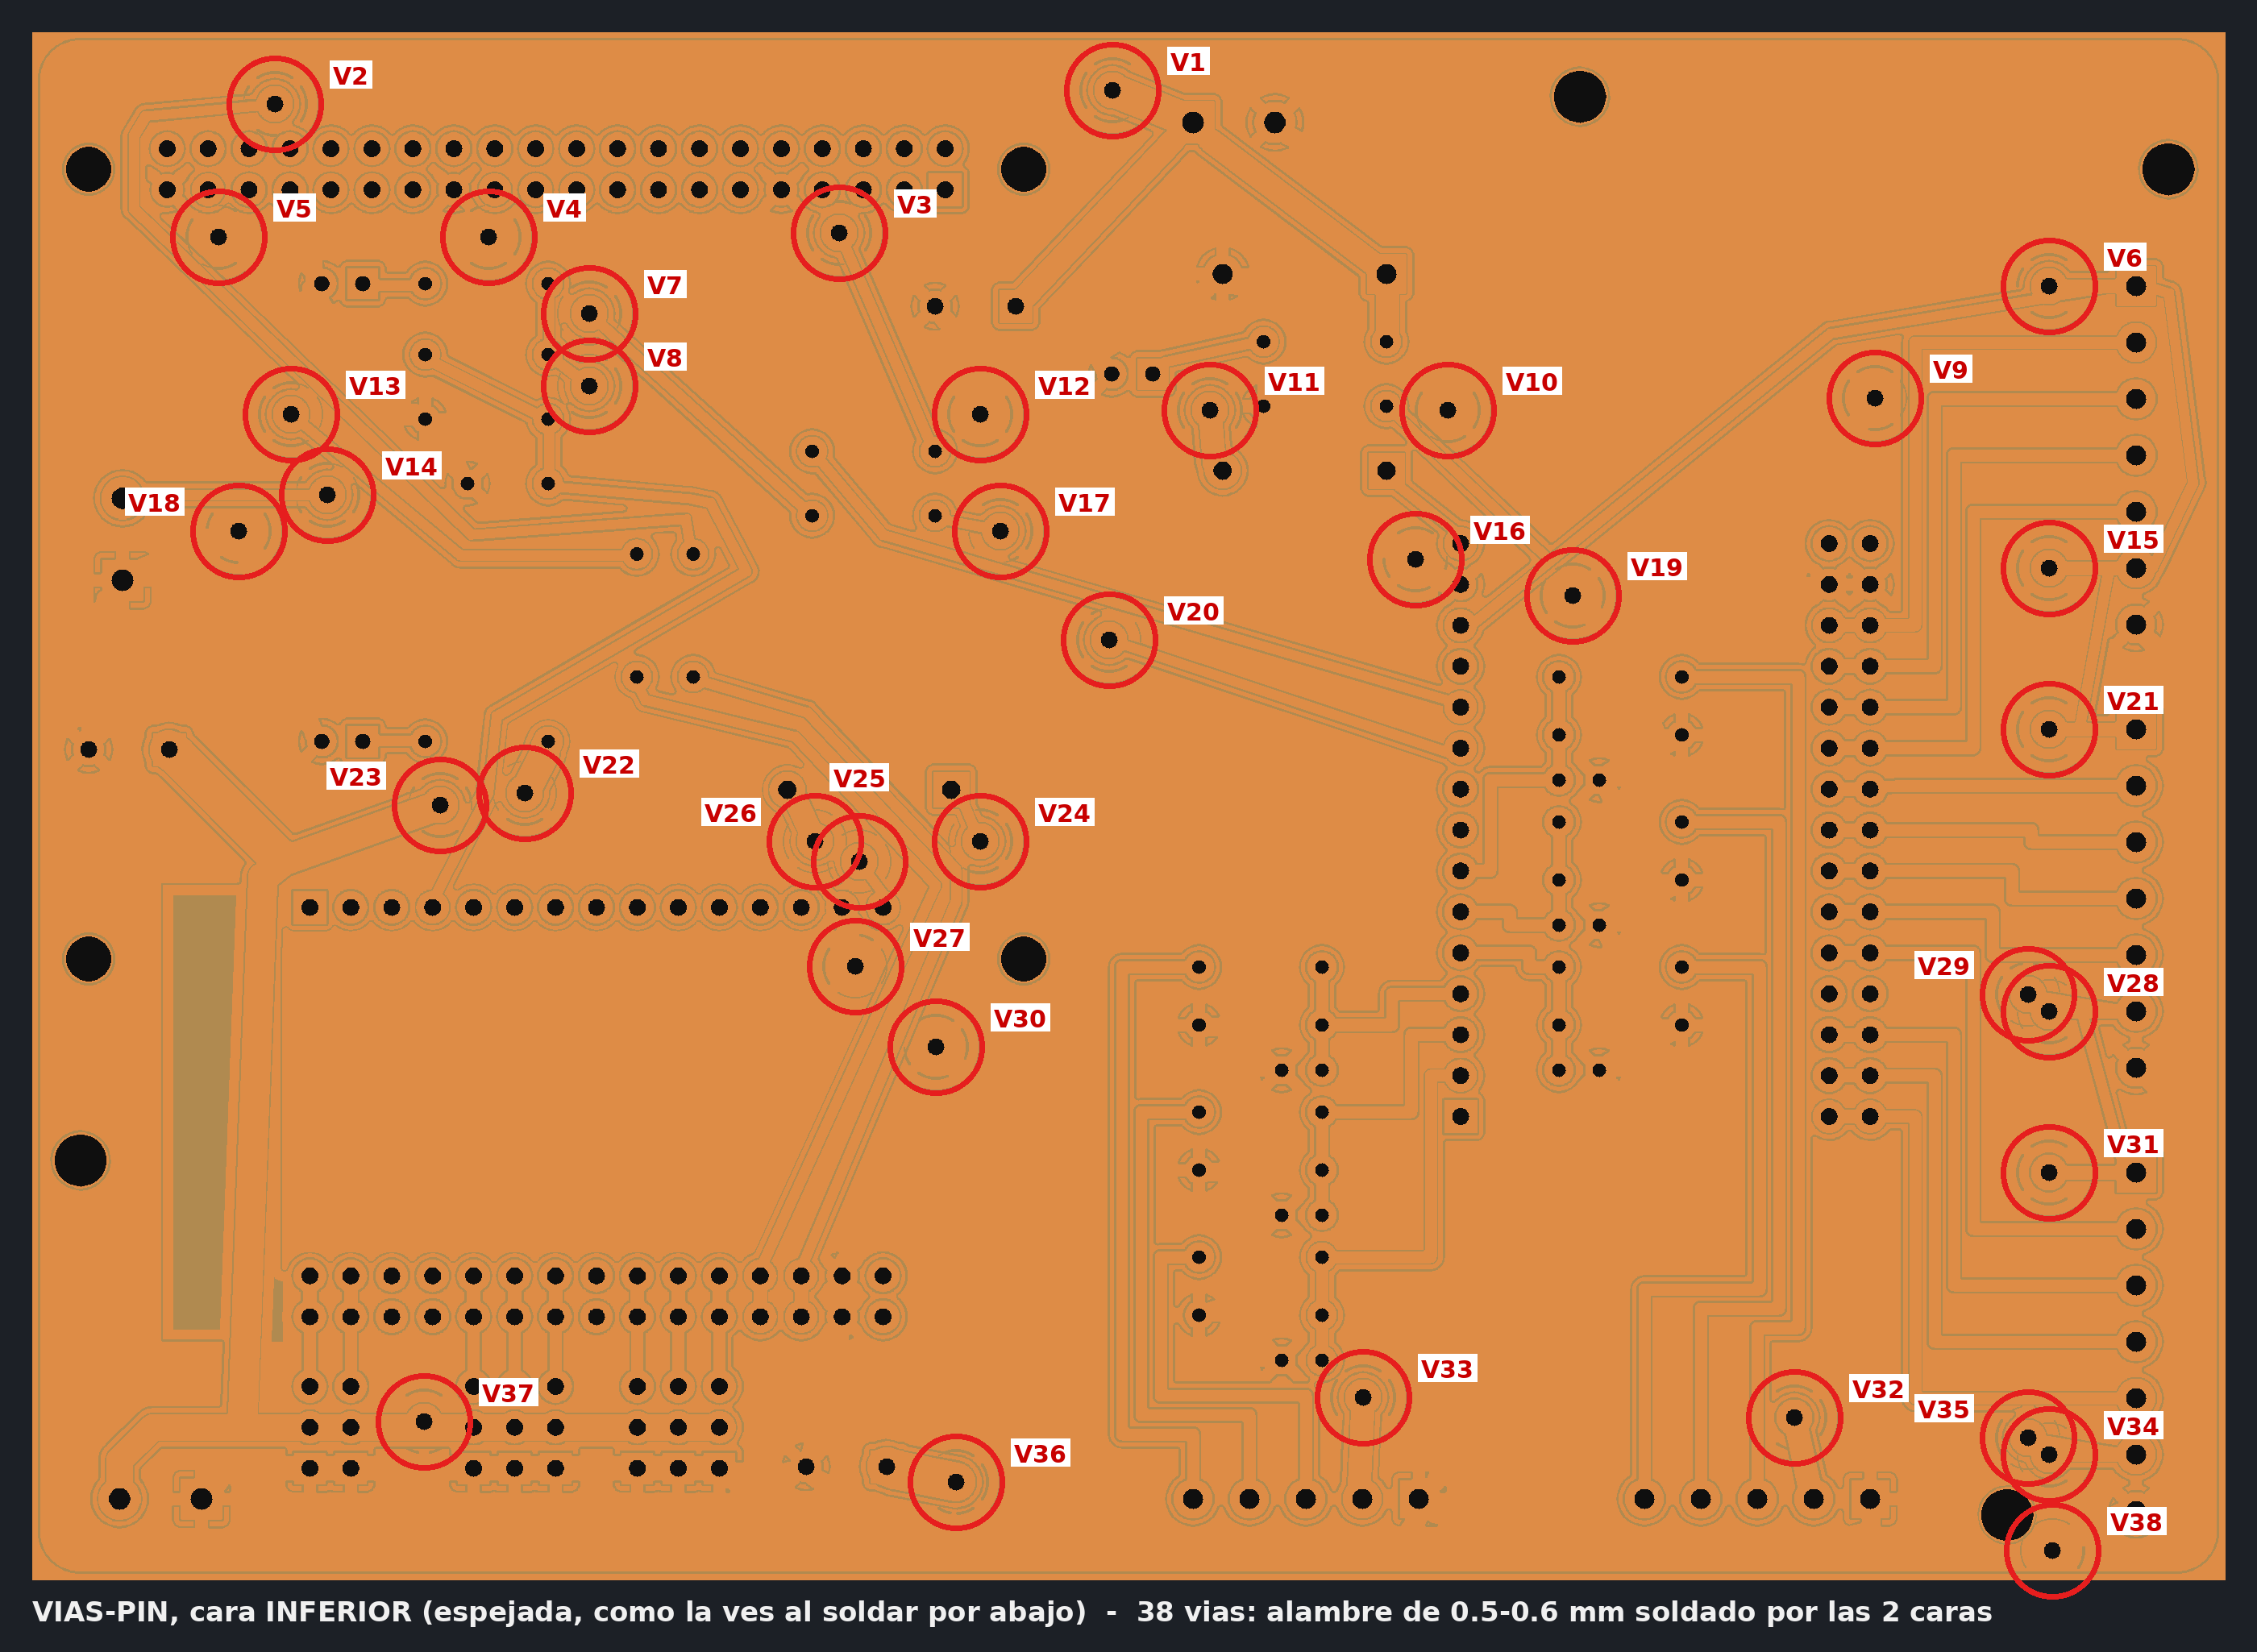 V1
V2
V3
V4
V5
V6
V7
V8
V9
V10
V11
V12
V13
V14
V15
V16
V17
V18
V19
V20
V21
V22
V23
V24
V25
V26
V27
V28
V29
V30
V31
V32
V33
V34
V35
V36
V37
V38
VIAS-PIN, cara INFERIOR (espejada, como la ves al soldar por abajo) - 38 vias: alambre de 0.5-0.6 mm soldado por las 2 caras